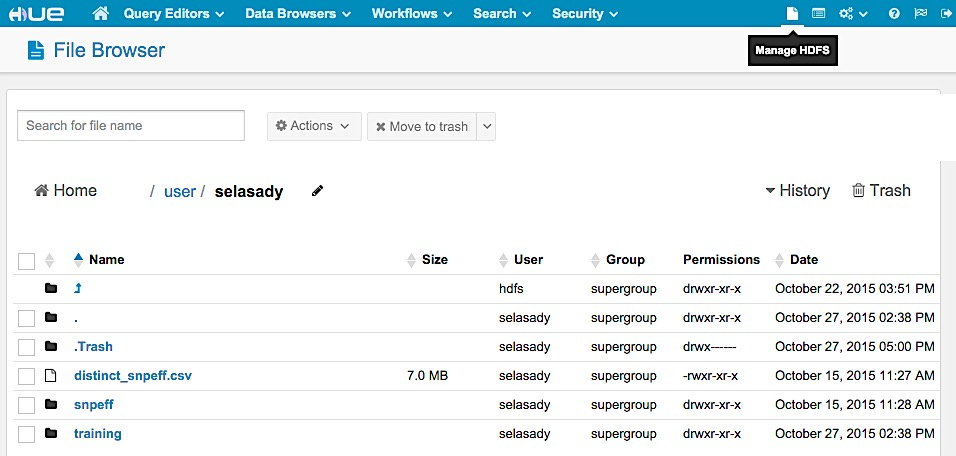 HUE Query Editors Data Browsers Workflows Search Security
File Browser
Manage HDFS
Search for file name Actions Move to trash
Home / user / selasady History Trash
Name Size User Group Permissions Date
hdfs supergroup drwxr-xr-x October 22, 2015 03:51 PM
. selasady supergroup drwxr-xr-x October 27, 2015 02:38 PM
.Trash selasady supergroup drwx------ October 27, 2015 05:00 PM
distinct_snpeff.csv 7.0 MB selasady supergroup -rwxr-xr-x October 15, 2015 11:27 AM
snpeff selasady supergroup drwxr-xr-x October 15, 2015 11:28 AM
training selasady supergroup drwxr-xr-x October 27, 2015 02:38 PM